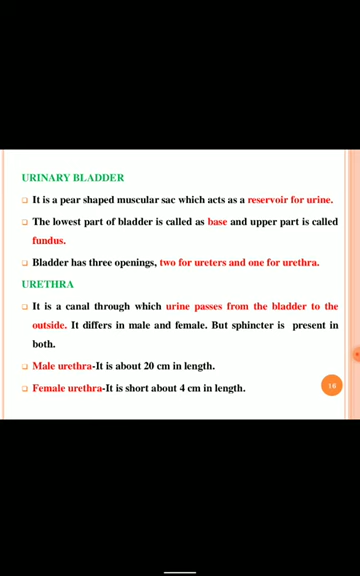 URINARY BLADDER
❑ It is a pear shaped muscular sac which acts as a reservoir for urine.
❑ The lowest part of bladder is called as base and upper part is called
fundus.
❑ Bladder has three openings, two for ureters and one for urethra.
URETHRA
❑ It is a canal through which urine passes from the bladder to the
outside. It differs in male and female. But sphincter is present in
both.
❑ Male urethra-It is about 20 cm in length.
❑ Female urethra-It is short about 4 cm in length.
18